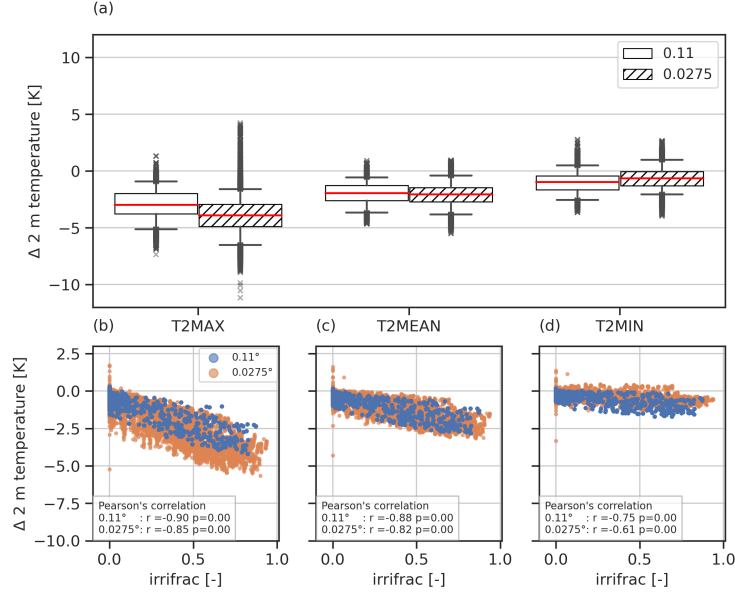 (a)
Δ 2 m temperature [K]
10
5
0
−5
−10
0.11
0.0275
T2MAX
T2MEAN
T2MIN
(b)
Δ 2 m temperature [K]
2.5
0.0
−2.5
−5.0
−7.5
−10.0
0.11°
0.0275°
Pearson's correlation
0.11° : r =-0.90 p=0.00
0.0275°: r =-0.85 p=0.00
0.0
0.5
1.0
irrifrac [-]
(c)
Pearson's correlation
0.11° : r =-0.88 p=0.00
0.0275°: r =-0.82 p=0.00
0.0
0.5
1.0
irrifrac [-]
(d)
Pearson's correlation
0.11° : r =-0.75 p=0.00
0.0275°: r =-0.61 p=0.00
0.0
0.5
1.0
irrifrac [-]